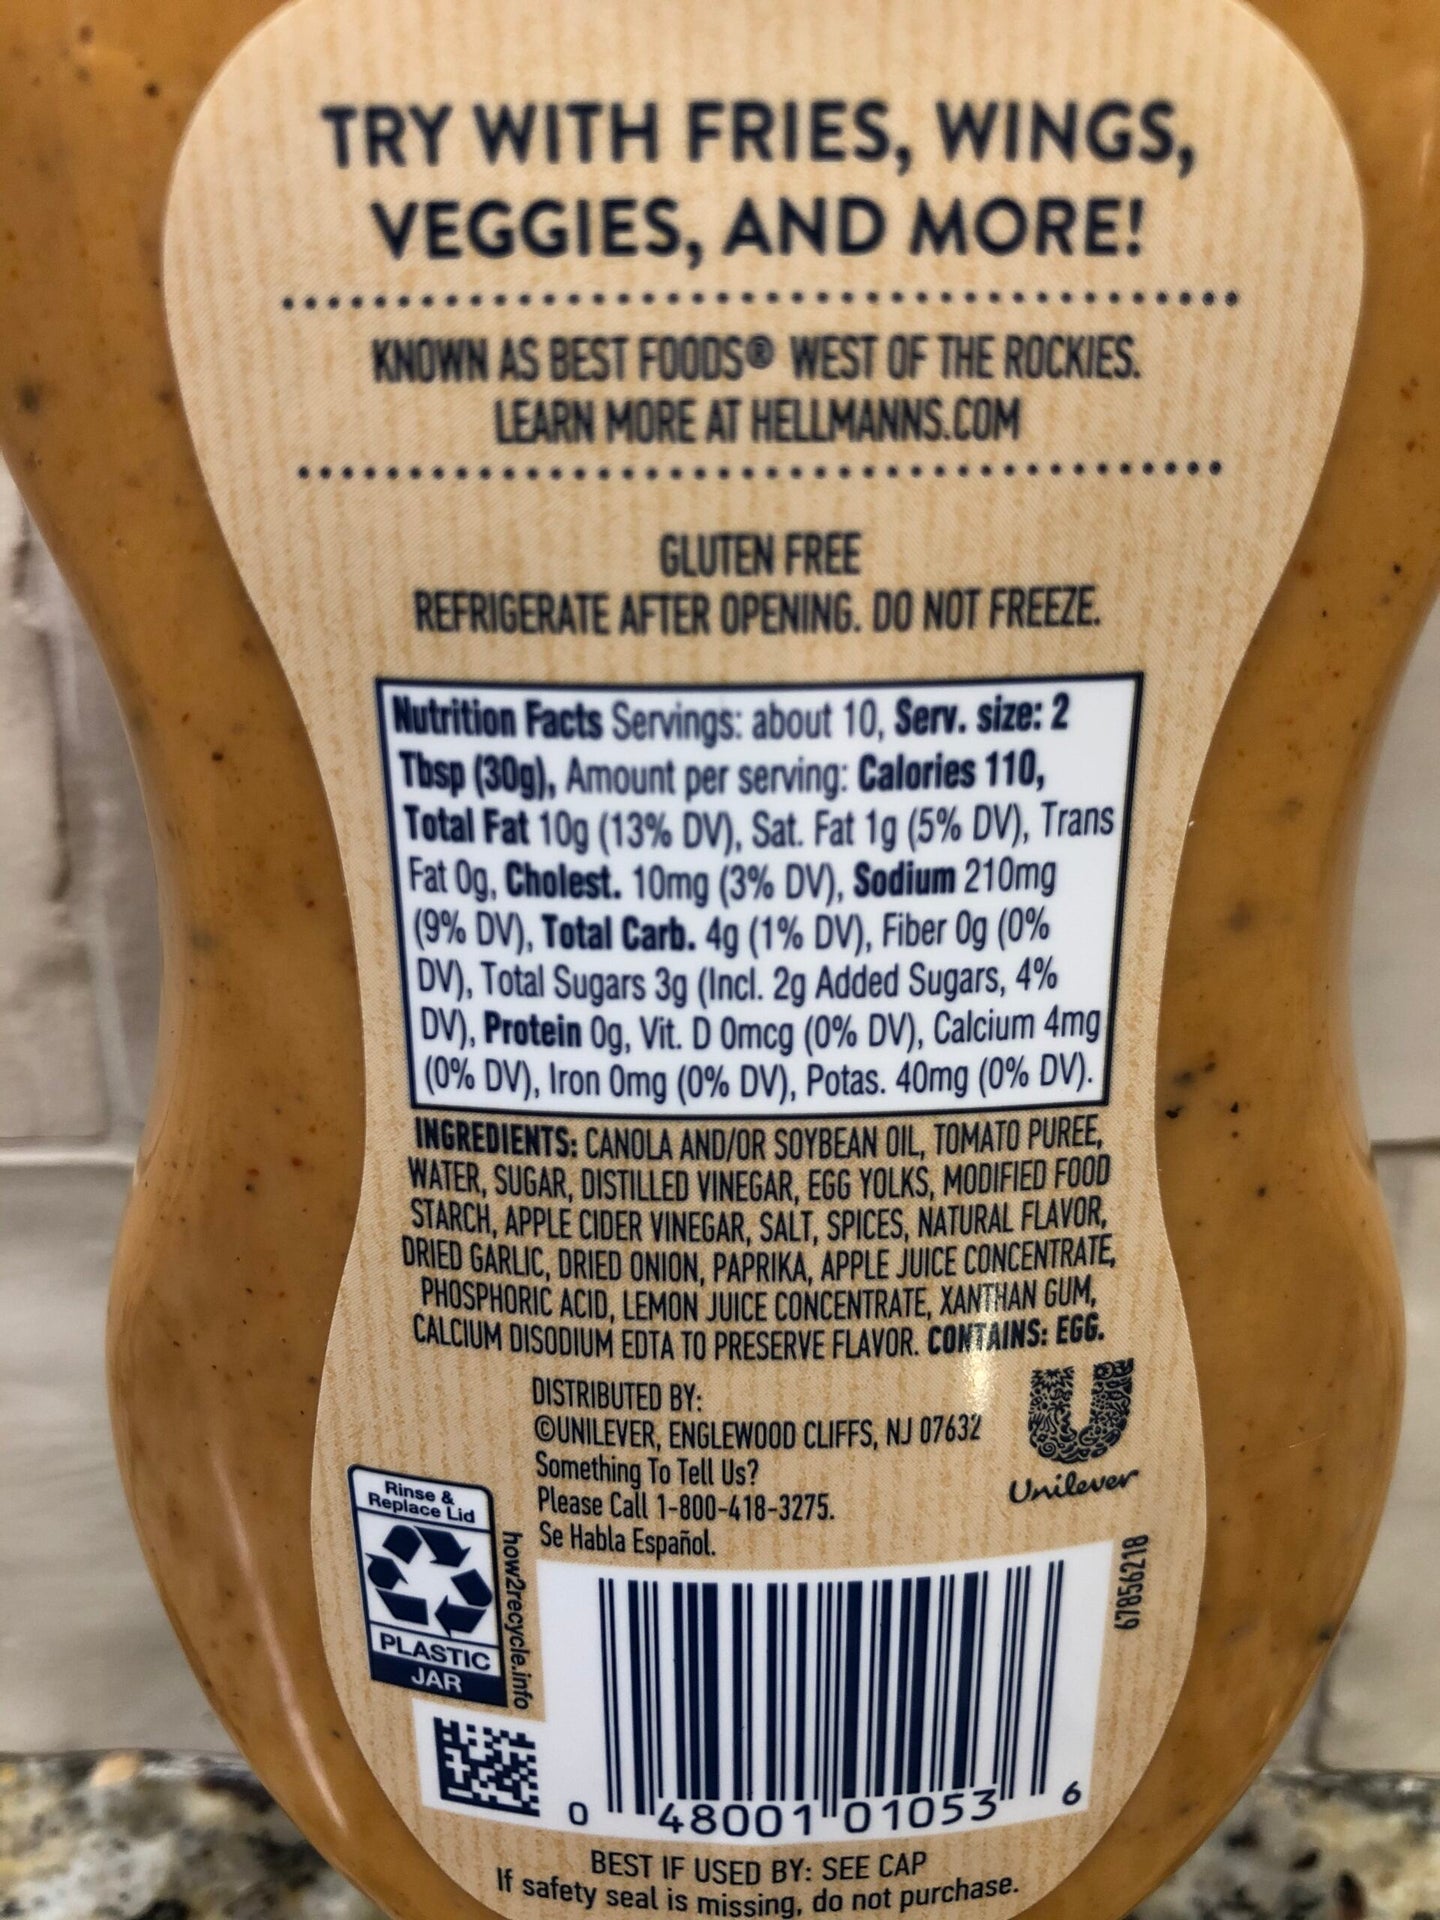 TRY WITH FRIES, WINGS,
VEGGIES, AND MORE!
KNOWN AS BEST FOODS® WEST OF THE ROCKIES.
LEARN MORE AT HELLMANNS.COM
GLUTEN FREE
REFRIGERATE AFTER OPENING. DO NOT FREEZE.
Nutrition Facts Servings: about 10, Serv. size: 2
Tbsp (30g), Amount per serving: Calories 110,
Total Fat 10g (13% DV), Sat. Fat 1g (5% DV), Trans
Fat 0g, Cholest. 10mg (3% DV), Sodium 210mg
(9% DV), Total Carb. 4g (1% DV), Fiber 0g (0%
DV), Total Sugars 3g (Incl. 2g Added Sugars, 4%
DV), Protein 0g, Vit. D 0mcg (0% DV), Calcium 4mg
(0% DV), Iron 0mg (0% DV), Potas. 40mg (0% DV).
INGREDIENTS: CANOLA AND/OR SOYBEAN OIL, TOMATO PUREE,
WATER, SUGAR, DISTILLED VINEGAR, EGG YOLKS, MODIFIED FOOD
STARCH, APPLE CIDER VINEGAR, SALT, SPICES, NATURAL FLAVOR,
DRIED GARLIC, DRIED ONION, PAPRIKA, APPLE JUICE CONCENTRATE,
PHOSPHORIC ACID, LEMON JUICE CONCENTRATE, XANTHAN GUM,
CALCIUM DISODIUM EDTA TO PRESERVE FLAVOR. CONTAINS: EGG.
DISTRIBUTED BY:
©UNILEVER, ENGLEWOOD CLIFFS, NJ 07632
Something To Tell Us?
Please Call 1-800-418-3275.
Se Habla Español.
Unilever
Rinse &
Replace Lid
PLASTIC
JAR
how2recycle.info
67856218
0 48001 01053 6
BEST IF USED BY: SEE CAP
If safety seal is missing, do not purchase.